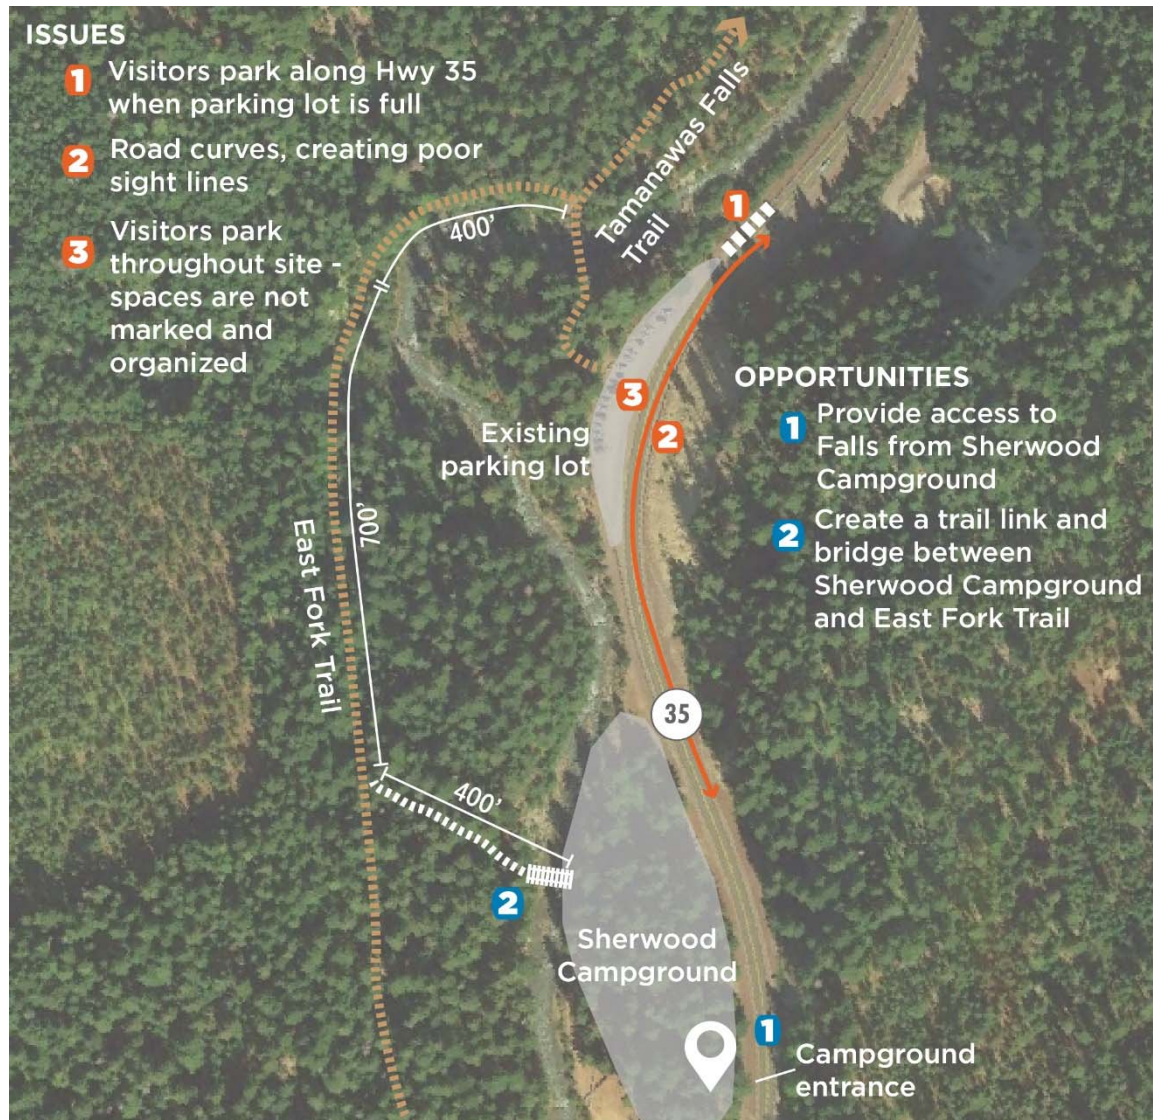 ISSUES
1 Visitors park along Hwy 35
when parking lot is full
2 Road curves, creating poor
sight lines
3 Visitors park
throughout site -
spaces are not
marked and
organized
400'
Tamanawas Falls
Trail
1
3
2
Existing
parking lot
OPPORTUNITIES
1 Provide access to
Falls from Sherwood
Campground
2 Create a trail link and
bridge between
Sherwood Campground
and East Fork Trail
700'
East Fork Trail
35
400'
2
Sherwood
Campground
1
Campground
entrance